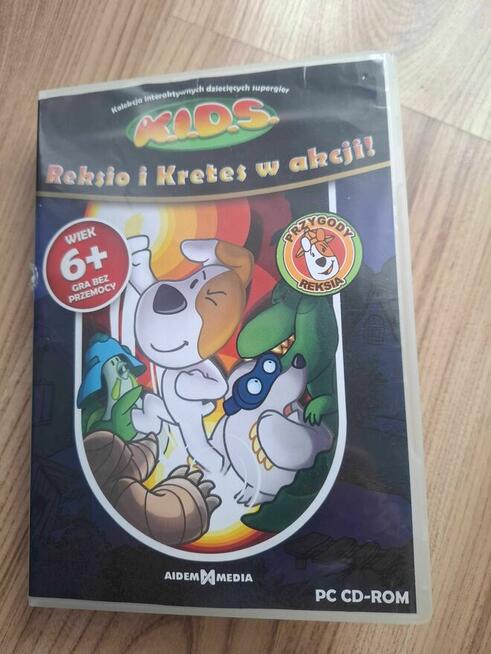 Kolekcja interaktywnych dziecięcych supergier
K.I.D.S.
Reksio i Kretes w akcji!
WIEK
6+
GRA BEZ
PRZEMOCY
PRZYGODY
REKSIA
AIDEM MEDIA
PC CD-ROM